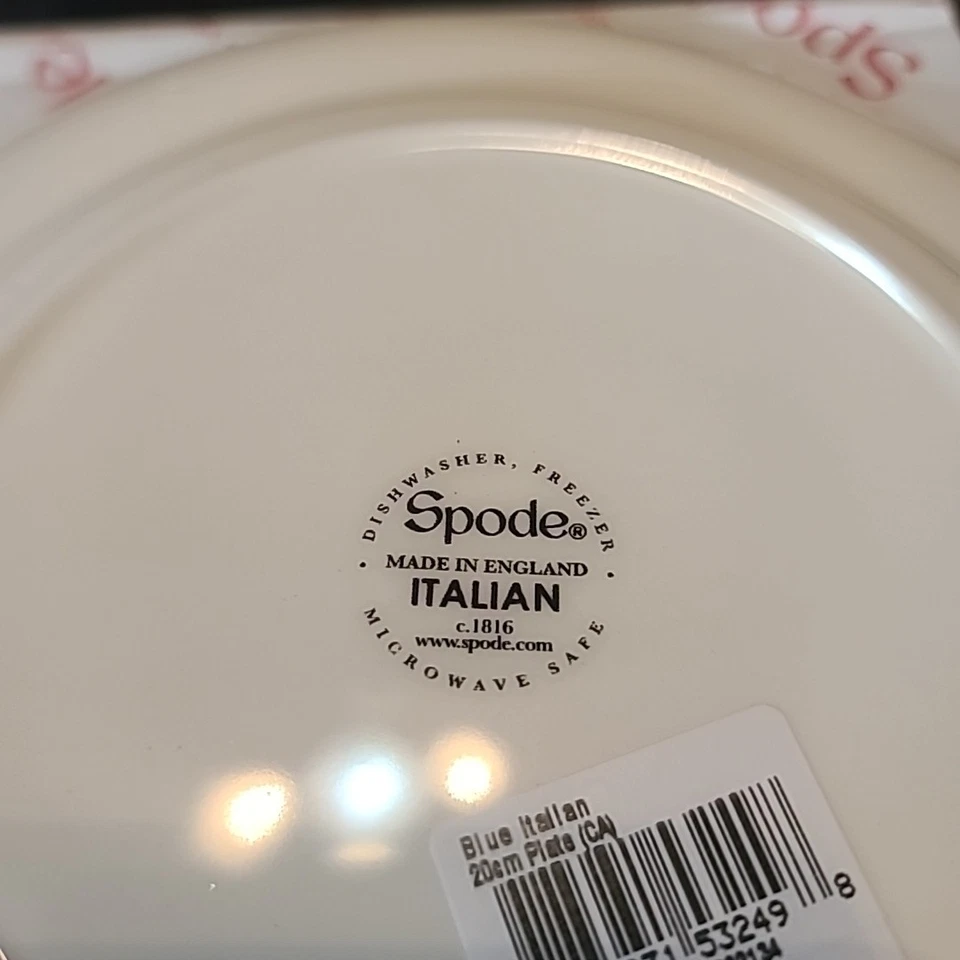 Spode
DISHWASHER, FREEZER
Spode®
MADE IN ENGLAND
ITALIAN
c.1816
www.spode.com
MICROWAVE SAFE
Blue Italian
20cm Plate (CA)
53249 8